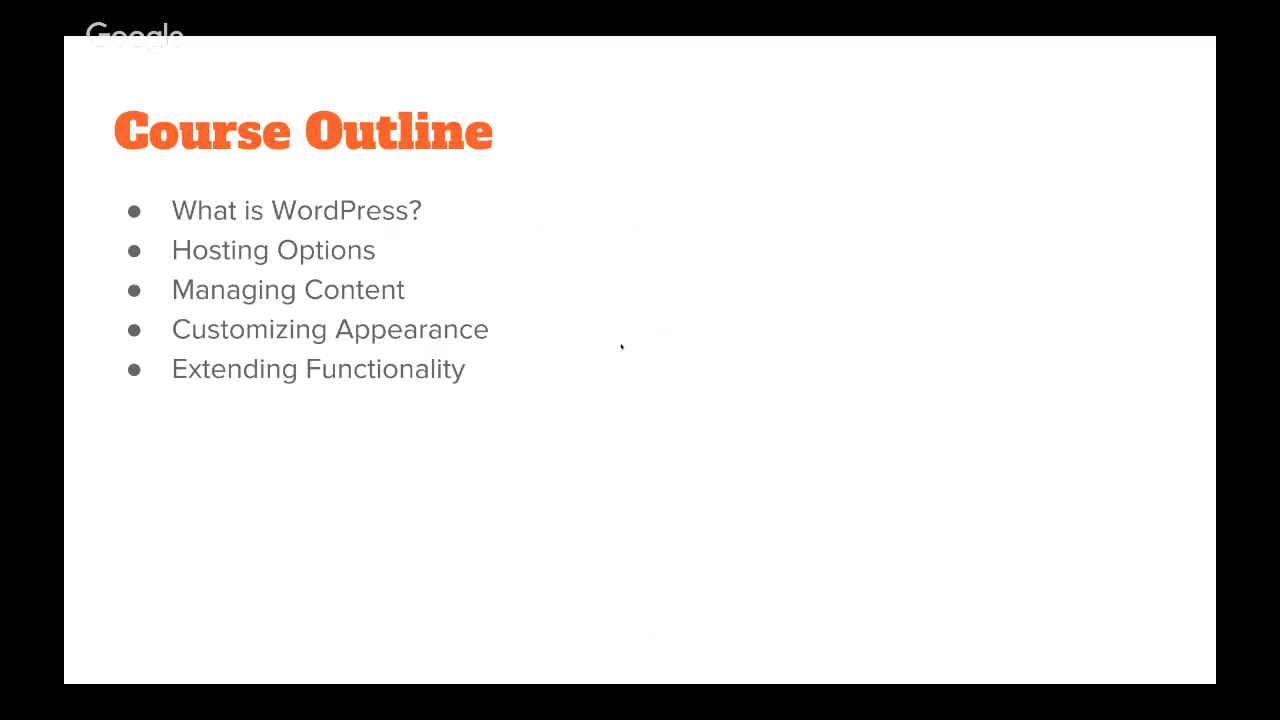 Google
Course Outline
● What is WordPress?
● Hosting Options
● Managing Content
● Customizing Appearance
● Extending Functionality